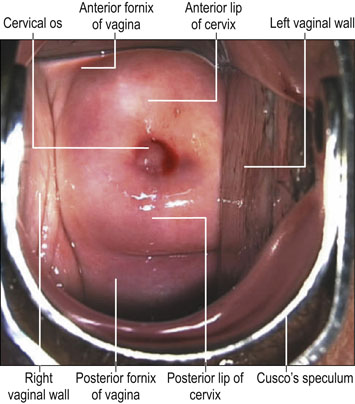 Cervical os
Anterior fornix
of vagina
Anterior lip
of cervix
Left vaginal wall
Right
vaginal wall
Posterior fornix
of vagina
Posterior lip of
cervix
Cusco's speculum